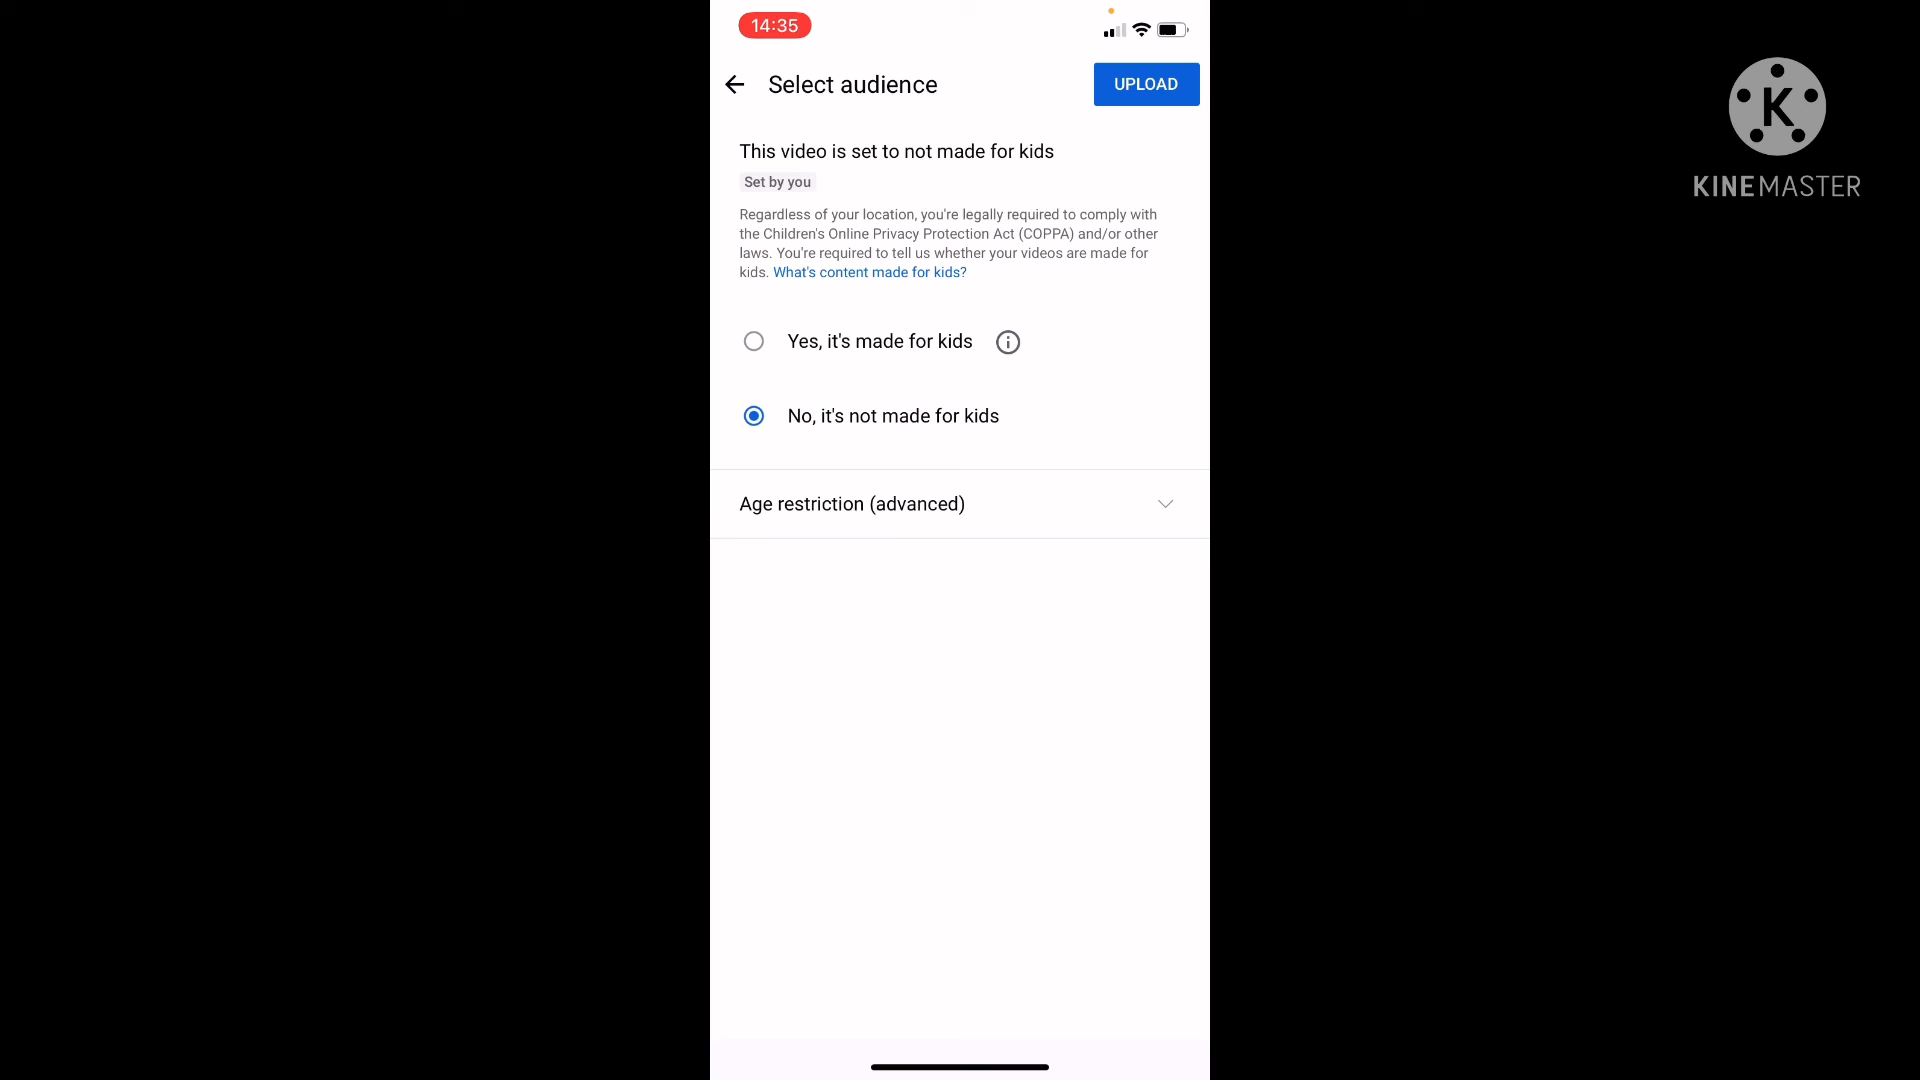 14:35
Select audience
UPLOAD
This video is set to not made for kids
Set by you
Regardless of your location, you're legally required to comply with
the Children's Online Privacy Protection Act (COPPA) and/or other
laws. You're required to tell us whether your videos are made for
kids. What's content made for kids?
Yes, it's made for kids
No, it's not made for kids
Age restriction (advanced)
K
KINEMASTER